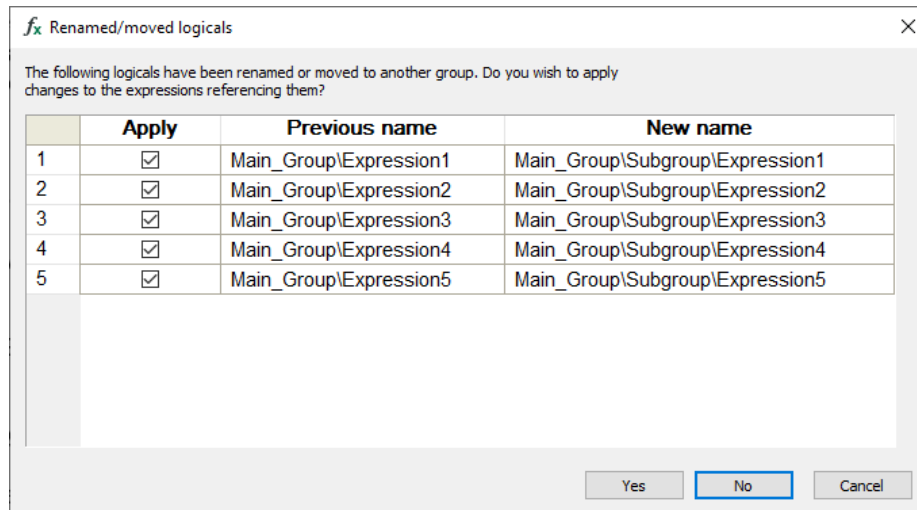 fx Renamed/moved logicals
The following logicals have been renamed or moved to another group. Do you wish to apply
changes to the expressions referencing them?
Apply Previous name New name
1 Main_Group\Expression1 Main_Group\Subgroup\Expression1
2 Main_Group\Expression2 Main_Group\Subgroup\Expression2
3 Main_Group\Expression3 Main_Group\Subgroup\Expression3
4 Main_Group\Expression4 Main_Group\Subgroup\Expression4
5 Main_Group\Expression5 Main_Group\Subgroup\Expression5
Yes No Cancel